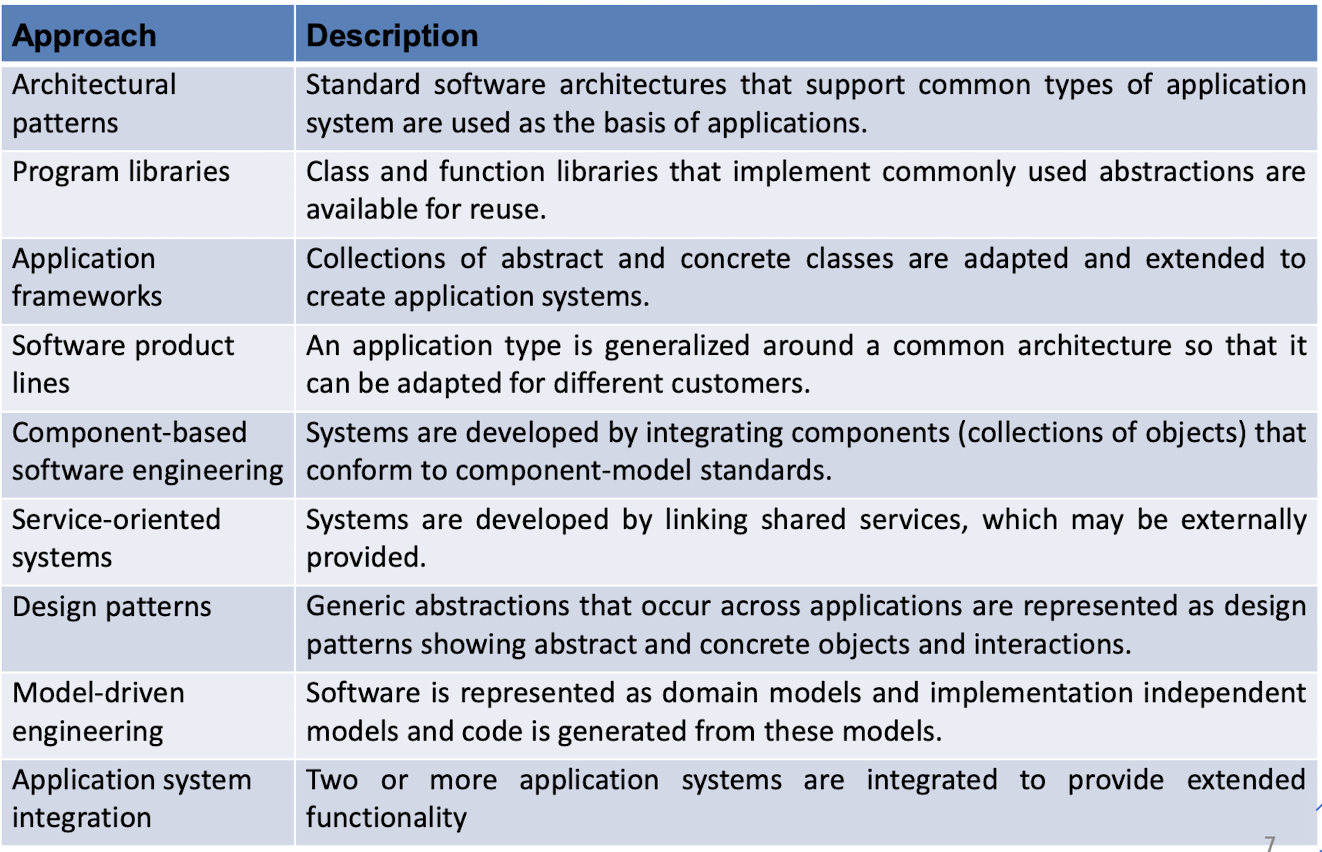 Approach
Description
Architectural
patterns
Standard software architectures that support common types of application
system are used as the basis of applications.
Program libraries
Class and function libraries that implement commonly used abstractions are
available for reuse.
Application
frameworks
Collections of abstract and concrete classes are adapted and extended to
create application systems.
Software product
lines
An application type is generalized around a common architecture so that it
can be adapted for different customers.
Component-based
software engineering
Systems are developed by integrating components (collections of objects) that
conform to component-model standards.
Service-oriented
systems
Systems are developed by linking shared services, which may be externally
provided.
Design patterns
Generic abstractions that occur across applications are represented as design
patterns showing abstract and concrete objects and interactions.
Model-driven
engineering
Software is represented as domain models and implementation independent
models and code is generated from these models.
Application system
integration
Two or more application systems are integrated to provide extended
functionality
7